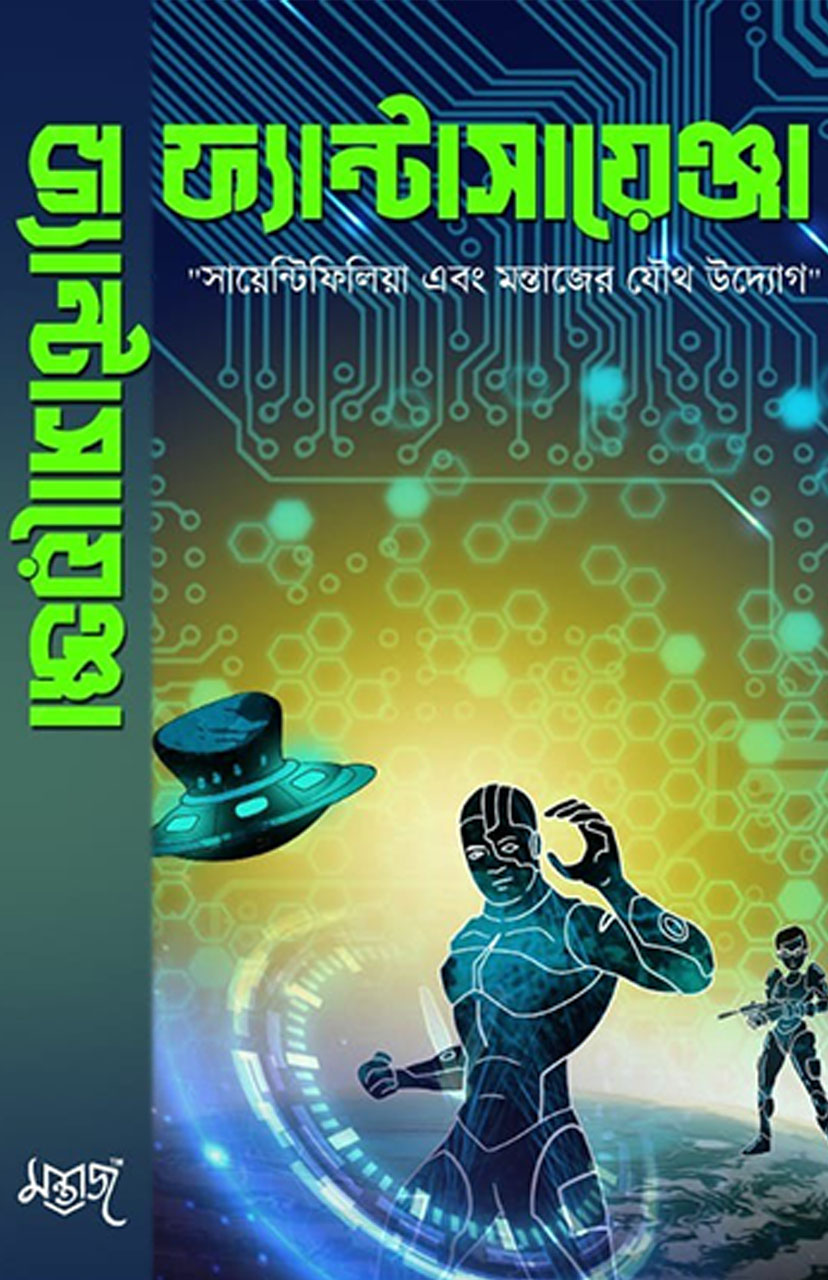 ফ্যান্টাসায়েঞ্জা
ফ্যান্টাসায়েঞ্জা
"সায়েন্টিফিলিয়া এবং মন্তাজের যৌথ উদ্যোগ"
মন্তাজ